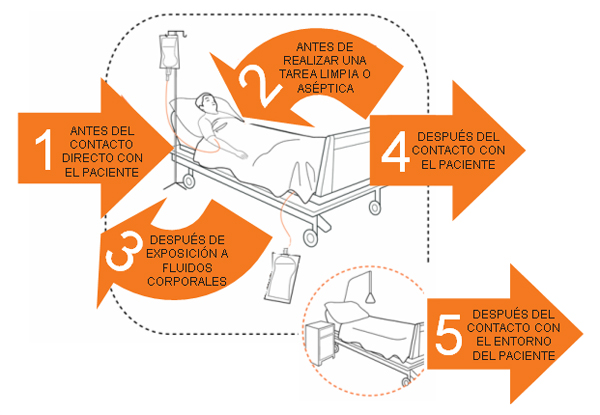 1
ANTES DEL
CONTACTO
DIRECTO CON
EL PACIENTE
2
ANTES DE
REALIZAR UNA
TAREA LIMPIA O
ASÉPTICA
3
DESPUÉS DE
EXPOSICIÓN A
FLUIDOS
CORPORALES
4
DESPUÉS DEL
CONTACTO CON
EL PACIENTE
5
DESPUÉS DEL
CONTACTO CON
EL ENTORNO
DEL PACIENTE